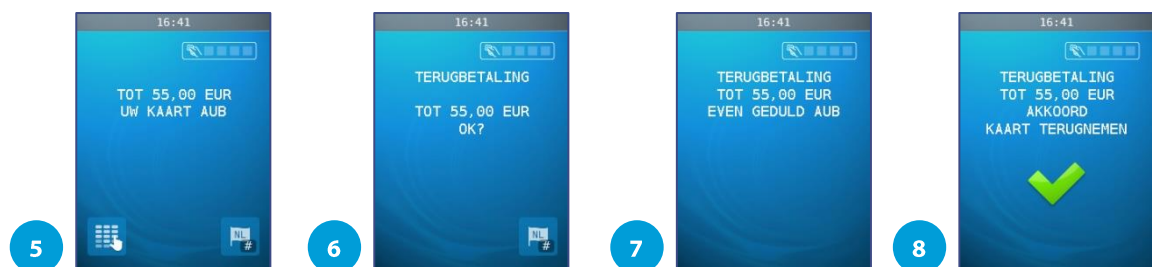 16:41
TOT 55,00 EUR
UW KAART AUB
NL
#
5
16:41
TERUGBETALING
TOT 55,00 EUR
OK?
NL
#
6
16:41
TERUGBETALING
TOT 55,00 EUR
EVEN GEDULD AUB
7
16:41
TERUGBETALING
TOT 55,00 EUR
AKKOORD
KAART TERUGNEMEN
8